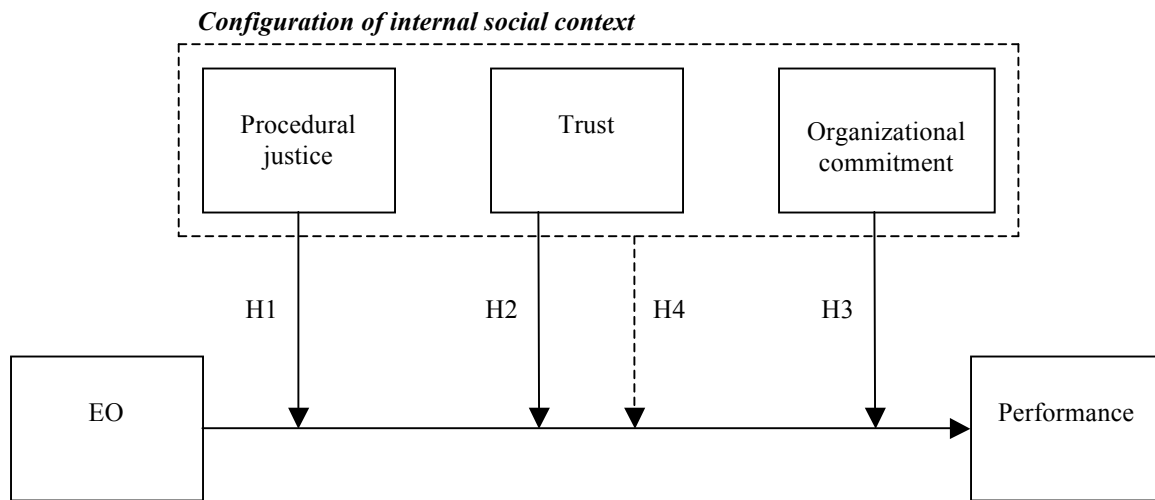 Configuration of internal social context
Procedural
justice
Trust
Organizational
commitment
H1
H2
H4
H3
EO
Performance